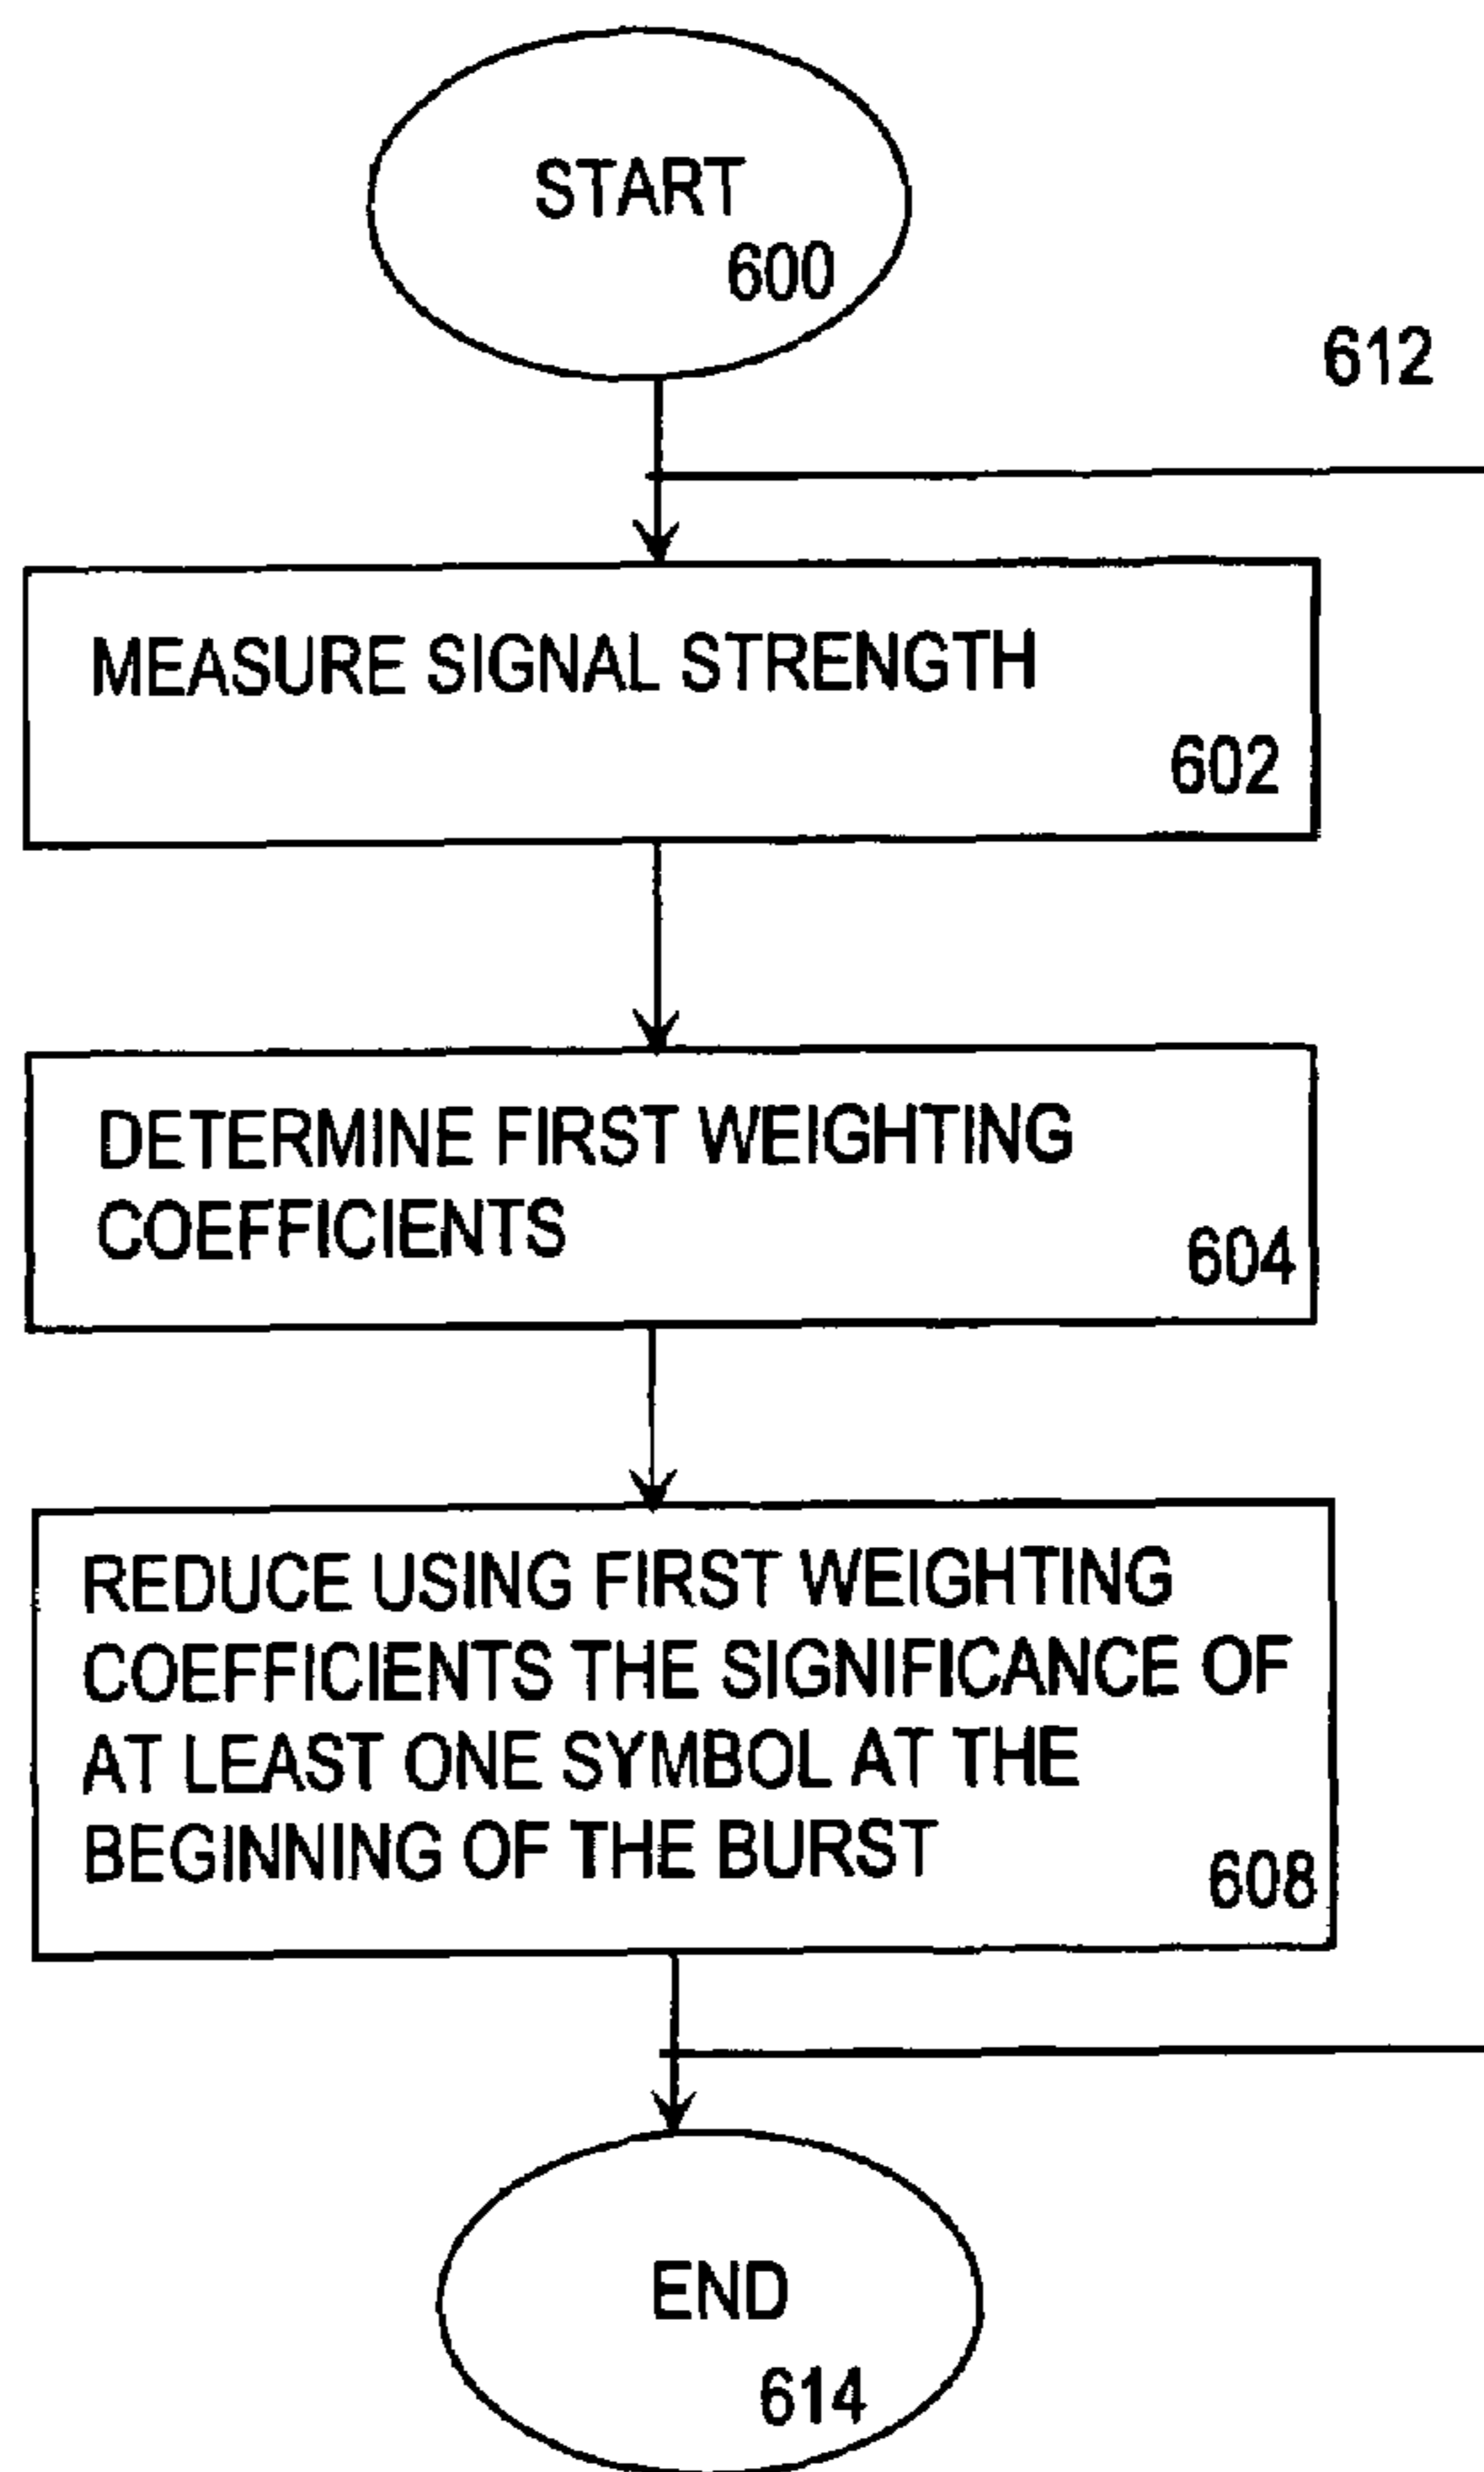 START
600
612
MEASURE SIGNAL STRENGTH
602
DETERMINE FIRST WEIGHTING
COEFFICIENTS
604
REDUCE USING FIRST WEIGHTING
COEFFICIENTS THE SIGNIFICANCE OF
AT LEAST ONE SYMBOL AT THE
BEGINNING OF THE BURST
608
END
614